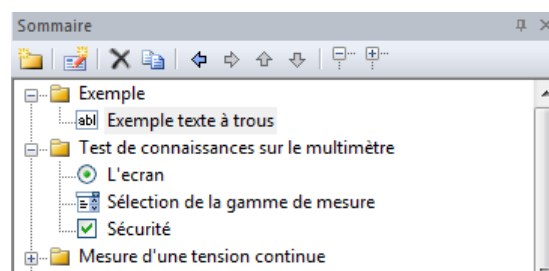 Sommaire
Exemple
abl Exemple texte à trous
Test de connaissances sur le multimètre
L'ecran
Sélection de la gamme de mesure
Sécurité
Mesure d'une tension continue